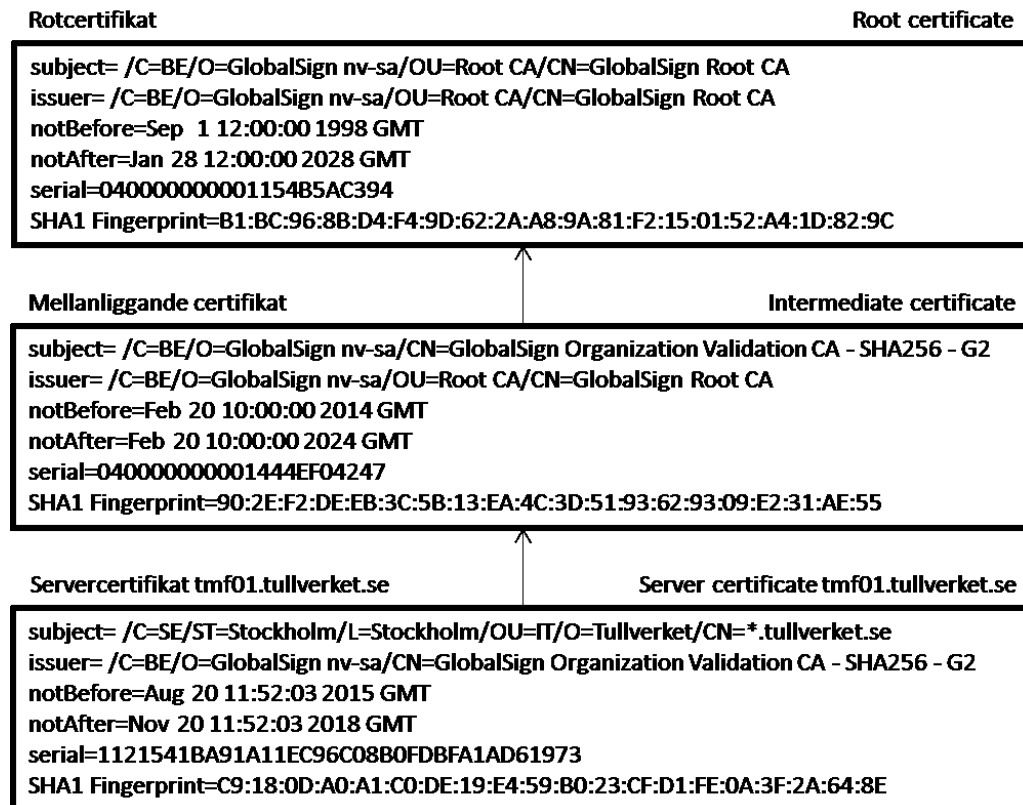 Rotcertifikat Root certificate
subject= /C=BE/O=GlobalSign nv-sa/OU=Root CA/CN=GlobalSign Root CA
issuer= /C=BE/O=GlobalSign nv-sa/OU=Root CA/CN=GlobalSign Root CA
notBefore=Sep 1 12:00:00 1998 GMT
notAfter=Jan 28 12:00:00 2028 GMT
serial=040000000001154B5AC394
SHA1 Fingerprint=B1:BC:96:8B:D4:F4:9D:62:2A:A8:9A:81:F2:15:01:52:A4:1D:82:9C
Mellanliggande certifikat Intermediate certificate
subject= /C=BE/O=GlobalSign nv-sa/CN=GlobalSign Organization Validation CA - SHA256 - G2
issuer= /C=BE/O=GlobalSign nv-sa/OU=Root CA/CN=GlobalSign Root CA
notBefore=Feb 20 10:00:00 2014 GMT
notAfter=Feb 20 10:00:00 2024 GMT
serial=040000000001444EF04247
SHA1 Fingerprint=90:2E:F2:DE:EB:3C:5B:13:EA:4C:3D:51:93:62:93:09:E2:31:AE:55
Servercertifikat tmf01.tullverket.se Server certificate tmf01.tullverket.se
subject= /C=SE/ST=Stockholm/L=Stockholm/OU=IT/O=Tullverket/CN=*.tullverket.se
issuer= /C=BE/O=GlobalSign nv-sa/CN=GlobalSign Organization Validation CA - SHA256 - G2
notBefore=Aug 20 11:52:03 2015 GMT
notAfter=Nov 20 11:52:03 2018 GMT
serial=1121541BA91A11EC96C08B0FDBFA1AD61973
SHA1 Fingerprint=C9:18:0D:A0:A1:C0:DE:19:E4:59:B0:23:CF:D1:FE:0A:3F:2A:64:8E